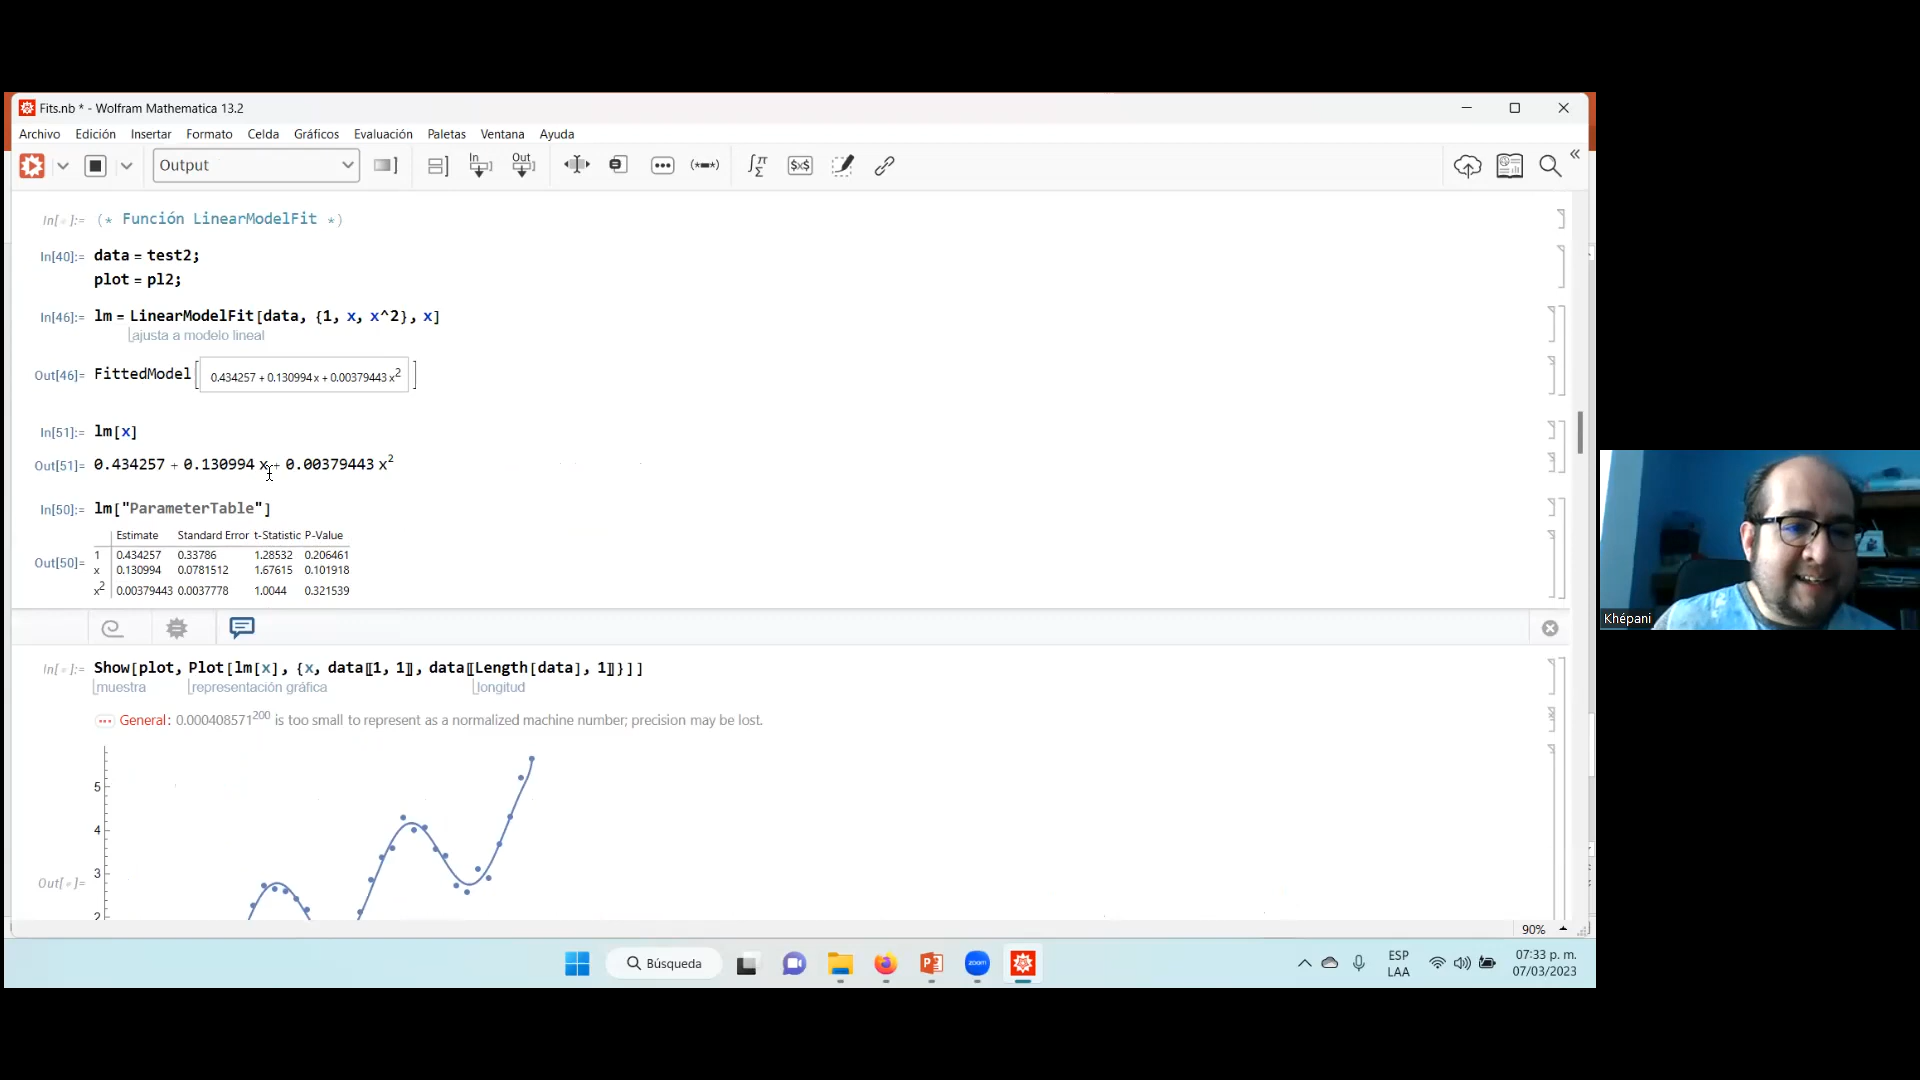 Fits.nb * - Wolfram Mathematica 13.2
Archivo Edición Insertar Formato Celda Gráficos Evaluación Paletas Ventana Ayuda
Output
In Out
In[ ]:= (* Función LinearModelFit *)
In[40]:= data = test2;
plot = pl2;
In[46]:= lm = LinearModelFit[data, {1, x, x^2}, x]
ajusta a modelo lineal
Out[46]= FittedModel[ 0.434257 + 0.130994 x + 0.00379443 x² ]
In[51]:= lm[x]
Out[51]= 0.434257 + 0.130994 x + 0.00379443 x²
In[50]:= lm["ParameterTable"]
Estimate Standard Error t-Statistic P-Value
1 0.434257 0.33786 1.28532 0.206461
Out[50]= x 0.130994 0.0781512 1.67615 0.101918
x² 0.00379443 0.0037778 1.0044 0.321539
In[ ]:= Show[plot, Plot[lm[x], {x, data〚1, 1〛, data〚Length[data], 1〛}]]
muestra representación gráfica longitud
General: 0.000408571²⁰⁰ is too small to represent as a normalized machine number; precision may be lost.
5
4
3
Out[ ]=
2
90%
Búsqueda
zoom
ESP
LAA
07:33 p. m.
07/03/2023
Khépani